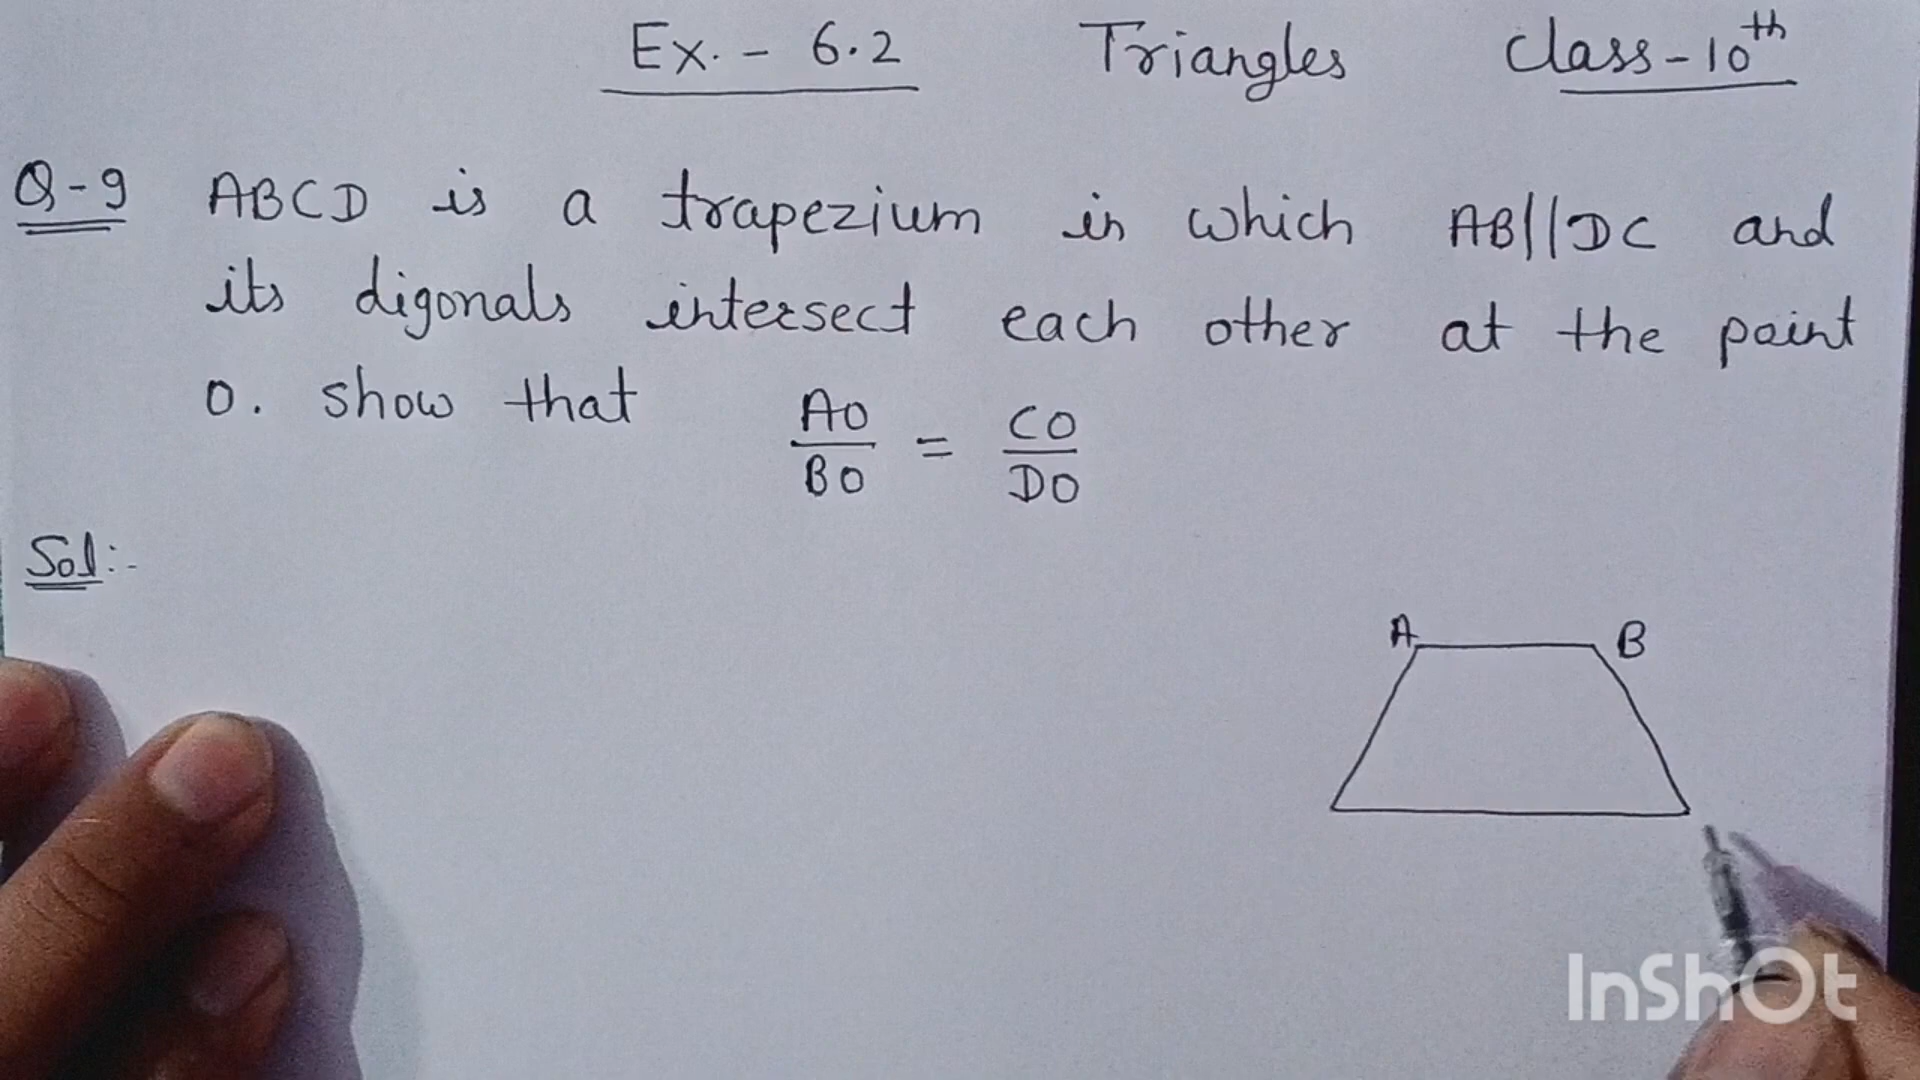 Ex. - 6.2 Triangles Class - 10th
Q-9 ABCD is a trapezium in which AB||DC and
its digonals intersect each other at the point
O. show that AO/BO = CO/DO
Sol:-
A B
InShOt